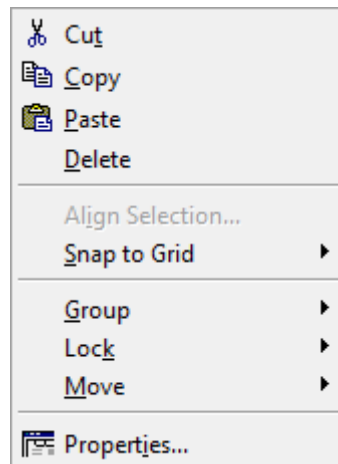 Cut
Copy
Paste
Delete
Align Selection...
Snap to Grid
Group
Lock
Move
Properties...